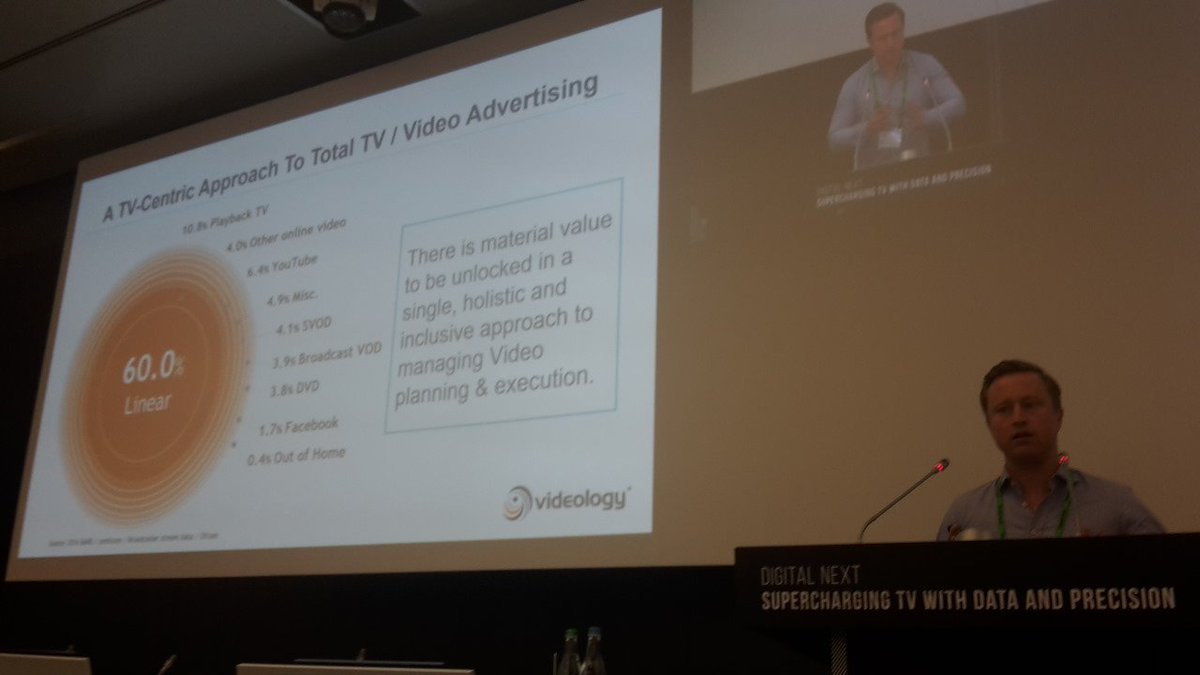 A TV-Centric Approach To Total TV / Video Advertising
10.8% Playback TV
4.0% Other online video
6.4% YouTube
4.9% Misc.
4.1% SVOD
3.9% Broadcast VOD
3.8% DVD
1.7% Facebook
0.4% Out of Home
60.0%
Linear
There is material value
to be unlocked in a
single, holistic and
inclusive approach to
managing Video
planning & execution.
videology
DIGITAL NEXT
SUPERCHARGING TV WITH DATA AND PRECISION
DIGITAL NEXT
SUPERCHARGING TV WITH DATA AND PRECISION